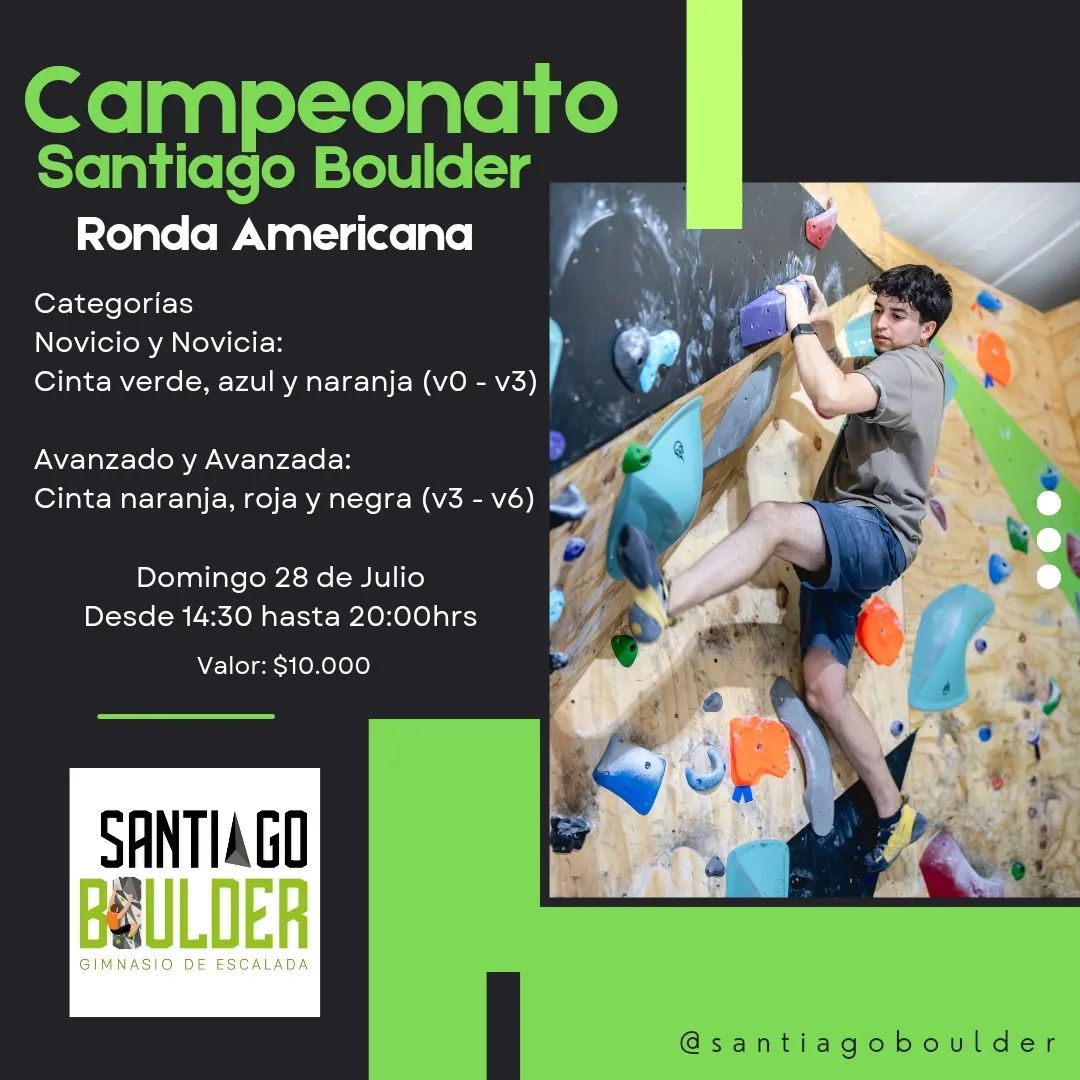 Campeonato
Santiago Boulder
Ronda Americana
Categorías
Novicio y Novicia:
Cinta verde, azul y naranja (v0 - v3)
Avanzado y Avanzada:
Cinta naranja, roja y negra (v3 - v6)
Domingo 28 de Julio
Desde 14:30 hasta 20:00hrs
Valor: $10.000
SANTIAGO
BOULDER
GIMNASIO DE ESCALADA
@santiagoboulder